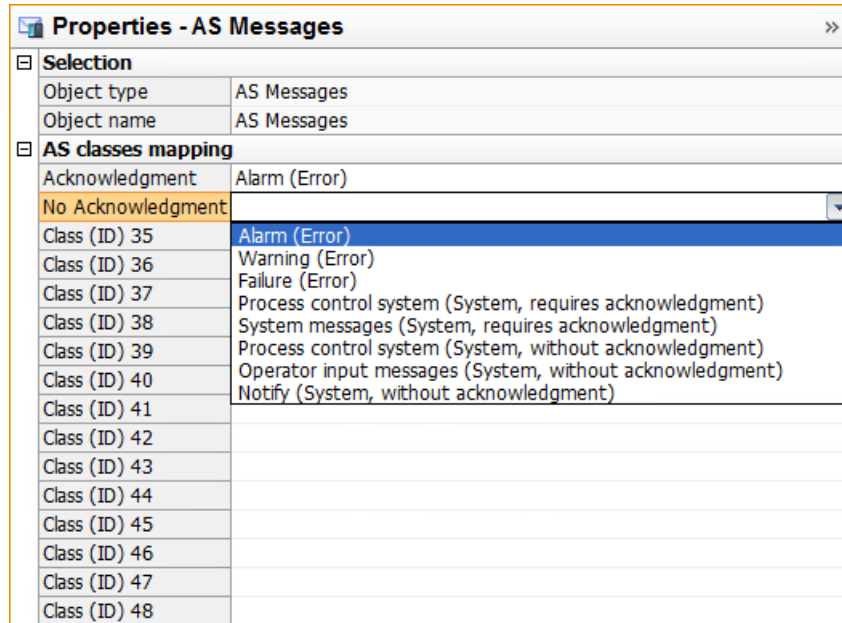 Properties - AS Messages »
Selection
Object type AS Messages
Object name AS Messages
AS classes mapping
Acknowledgment Alarm (Error)
No Acknowledgment
Class (ID) 35 Alarm (Error)
Class (ID) 36 Warning (Error)
Class (ID) 37 Failure (Error)
Process control system (System, requires acknowledgment)
Class (ID) 38 System messages (System, requires acknowledgment)
Class (ID) 39 Process control system (System, without acknowledgment)
Class (ID) 40 Operator input messages (System, without acknowledgment)
Notify (System, without acknowledgment)
Class (ID) 41
Class (ID) 42
Class (ID) 43
Class (ID) 44
Class (ID) 45
Class (ID) 46
Class (ID) 47
Class (ID) 48